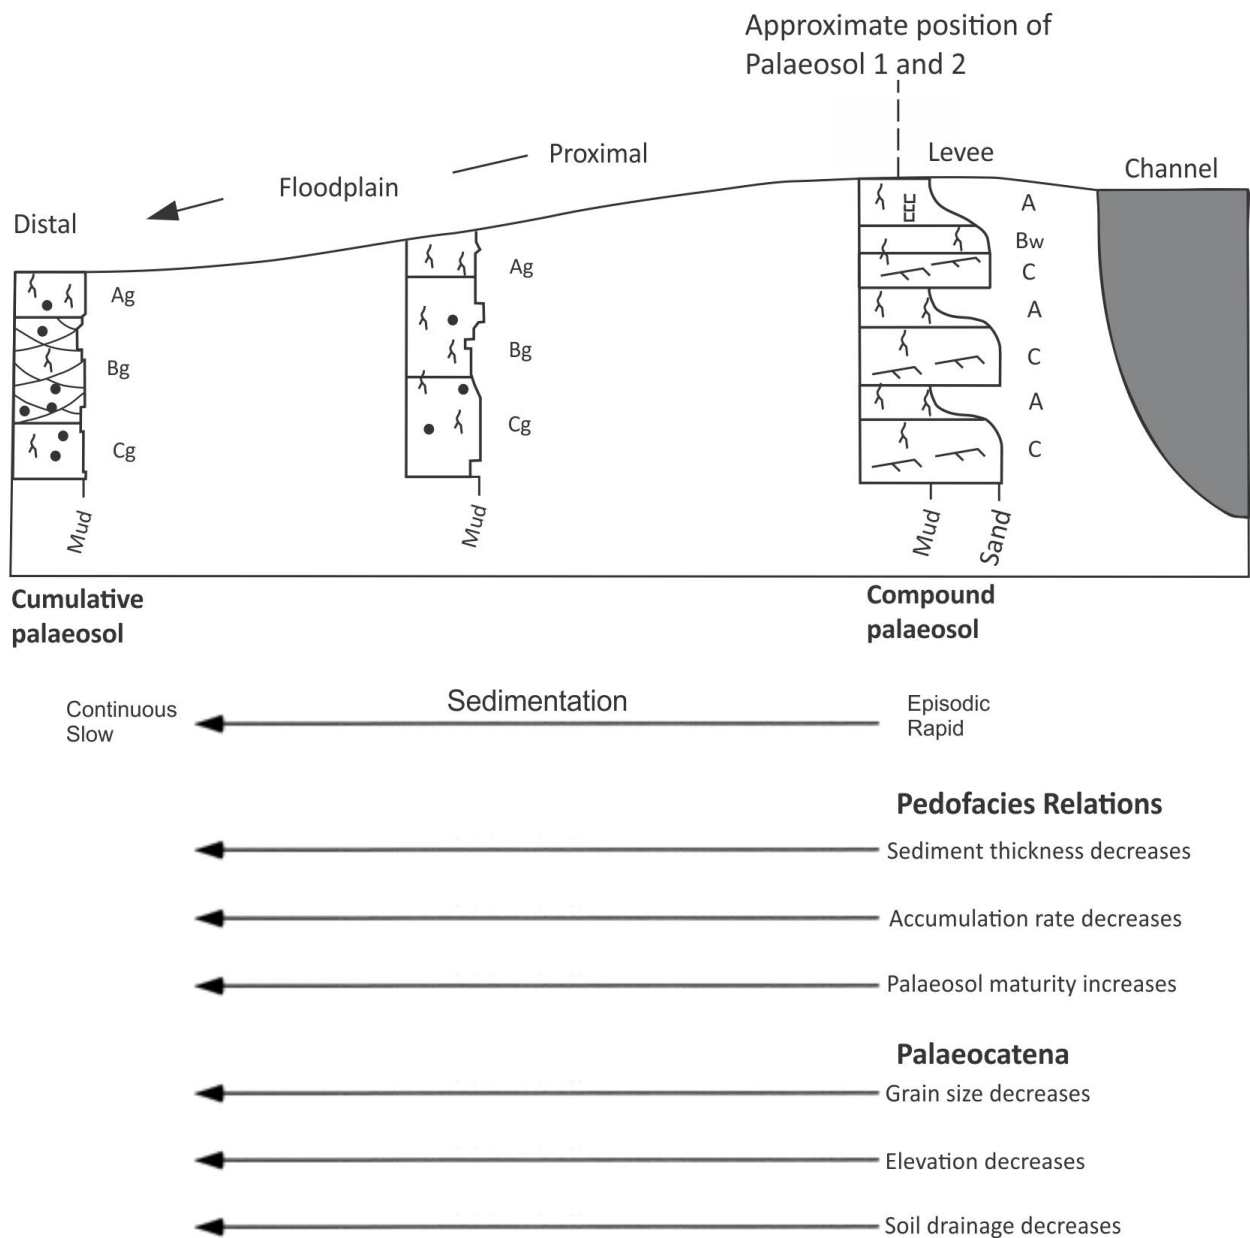 Approximate position of
Palaeosol 1 and 2
Proximal
Levee
Channel
Floodplain
Distal
A
Bw
C
A
C
A
C
Ag
Bg
Cg
Ag
Bg
Cg
Mud
Mud
Mud
Sand
Cumulative
palaeosol
Compound
palaeosol
Continuous
Slow
Sedimentation
Episodic
Rapid
Pedofacies Relations
Sediment thickness decreases
Accumulation rate decreases
Palaeosol maturity increases
Palaeocatena
Grain size decreases
Elevation decreases
Soil drainage decreases